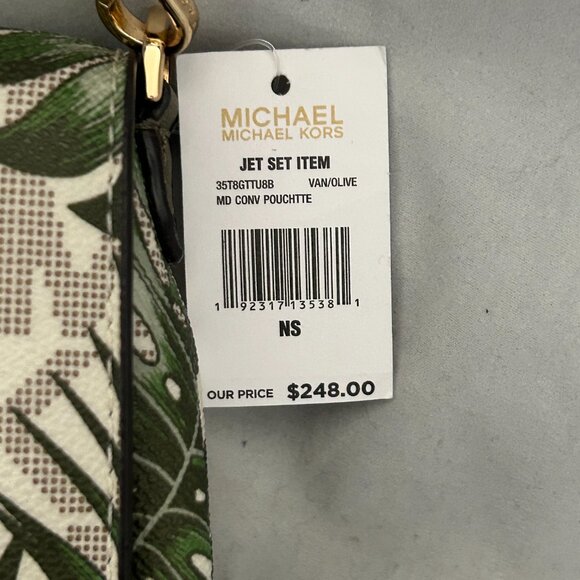 MICHAEL
MICHAEL KORS
JET SET ITEM
35T8GTTU8B VAN/OLIVE
MD CONV POUCHTTE
1 92317 13538 1
NS
OUR PRICE $248.00